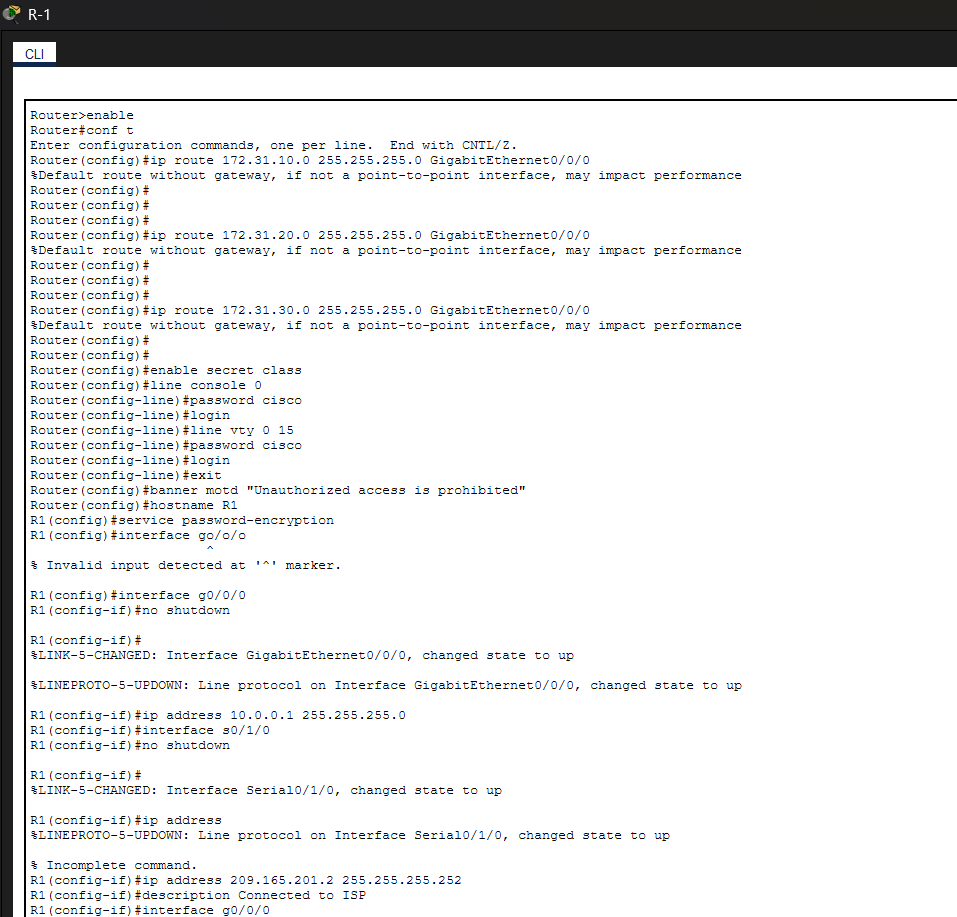 R-1
CLI
Router>enable
Router#conf t
Enter configuration commands, one per line.  End with CNTL/Z.
Router(config)#ip route 172.31.10.0 255.255.255.0 GigabitEthernet0/0/0
%Default route without gateway, if not a point-to-point interface, may impact performance
Router(config)#
Router(config)#
Router(config)#
Router(config)#ip route 172.31.20.0 255.255.255.0 GigabitEthernet0/0/0
%Default route without gateway, if not a point-to-point interface, may impact performance
Router(config)#
Router(config)#
Router(config)#
Router(config)#ip route 172.31.30.0 255.255.255.0 GigabitEthernet0/0/0
%Default route without gateway, if not a point-to-point interface, may impact performance
Router(config)#
Router(config)#
Router(config)#enable secret class
Router(config)#line console 0
Router(config-line)#password cisco
Router(config-line)#login
Router(config-line)#line vty 0 15
Router(config-line)#password cisco
Router(config-line)#login
Router(config-line)#exit
Router(config)#banner motd "Unauthorized access is prohibited"
Router(config)#hostname R1
R1(config)#service password-encryption
R1(config)#interface go/o/o
^
% Invalid input detected at '^' marker.
R1(config)#interface g0/0/0
R1(config-if)#no shutdown
R1(config-if)#
%LINK-5-CHANGED: Interface GigabitEthernet0/0/0, changed state to up
%LINEPROTO-5-UPDOWN: Line protocol on Interface GigabitEthernet0/0/0, changed state to up
R1(config-if)#ip address 10.0.0.1 255.255.255.0
R1(config-if)#interface s0/1/0
R1(config-if)#no shutdown
R1(config-if)#
%LINK-5-CHANGED: Interface Serial0/1/0, changed state to up
R1(config-if)#ip address
%LINEPROTO-5-UPDOWN: Line protocol on Interface Serial0/1/0, changed state to up
% Incomplete command.
R1(config-if)#ip address 209.165.201.2 255.255.255.252
R1(config-if)#description Connected to ISP
R1(config-if)#interface g0/0/0